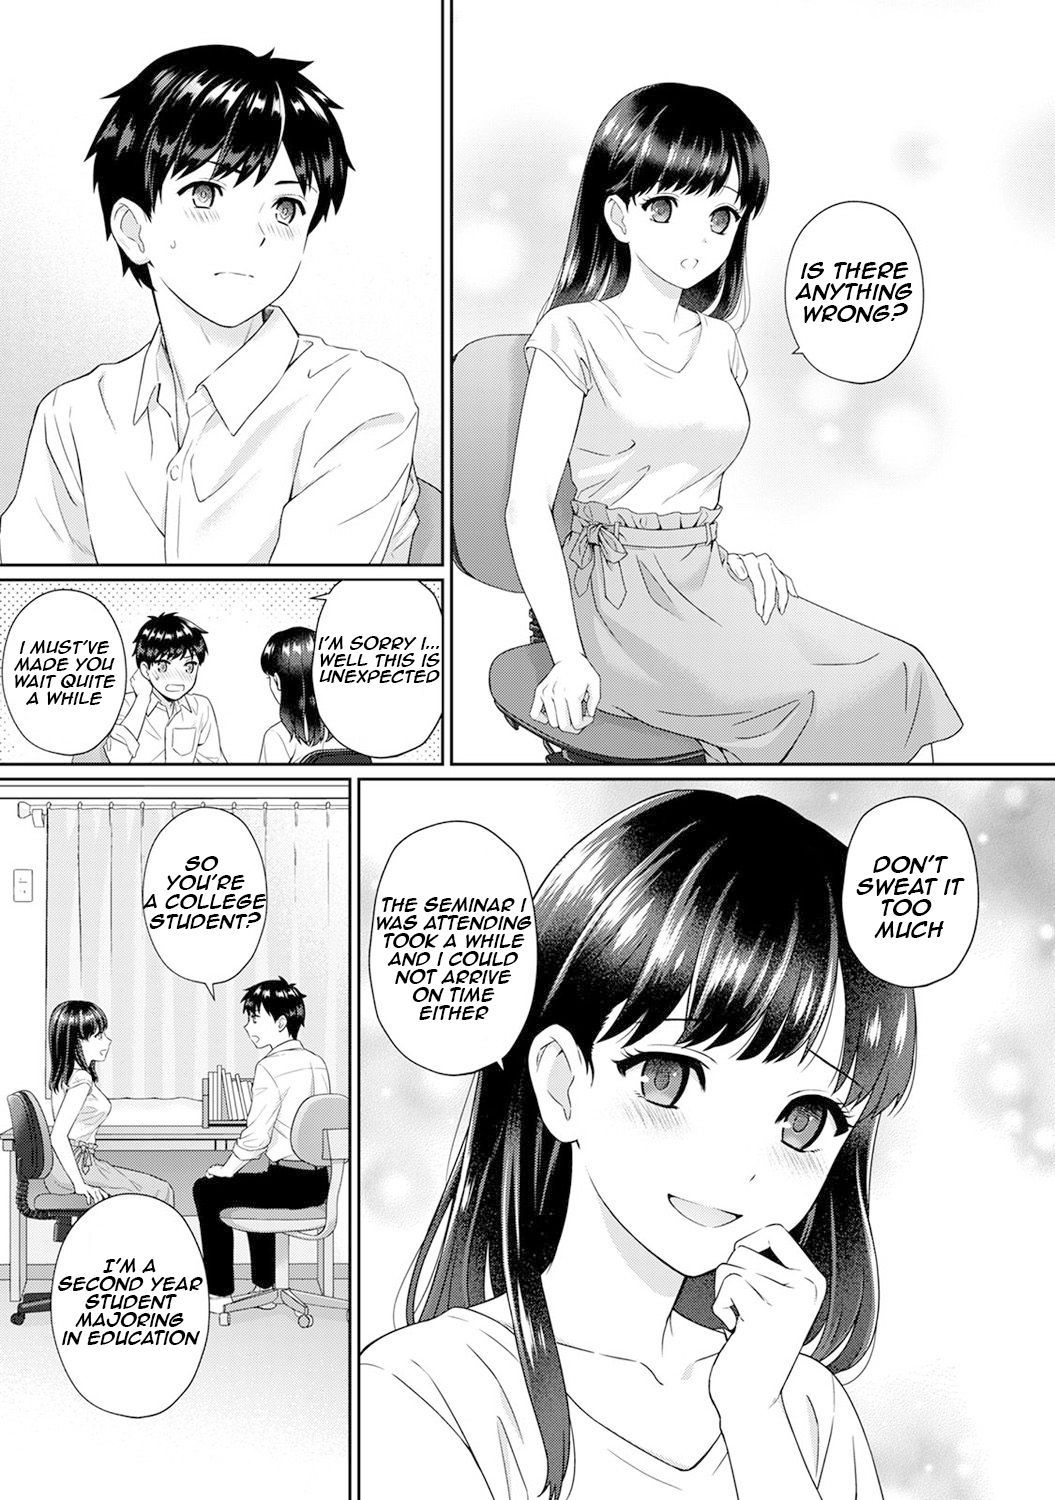 IS THERE
ANYTHING
WRONG?
I'M SORRY I...
WELL THIS IS
UNEXPECTED
I MUST'VE
MADE YOU
WAIT QUITE
A WHILE
DON'T
SWEAT IT
TOO
MUCH
THE SEMINAR I
WAS ATTENDING
TOOK A WHILE
AND I COULD
NOT ARRIVE
ON TIME
EITHER
SO
YOU'RE
A COLLEGE
STUDENT?
I'M A
SECOND YEAR
STUDENT
MAJORING
IN EDUCATION